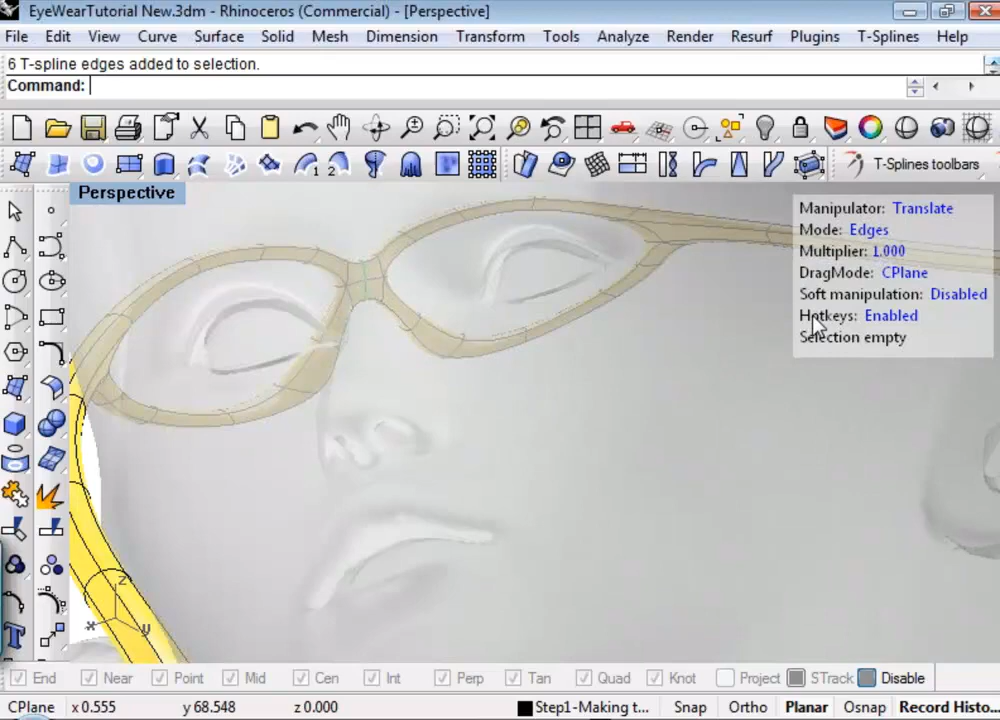 EyeWearTutorial New.3dm - Rhinoceros (Commercial) - [Perspective]
File Edit View Curve Surface Solid Mesh Dimension Transform Tools Analyze Render Resurf Plugins T-Splines Help
6 T-spline edges added to selection.
Command:
1 2 T-Splines toolbars
Perspective
Manipulator: Translate
Mode: Edges
Multiplier: 1.000
DragMode: CPlane
Soft manipulation: Disabled
Hotkeys: Enabled
Selection empty
z
x y
T
End Near Point Mid Cen Int Perp Tan Quad Knot Project STrack Disable
CPlane x 0.555 y 68.548 z 0.000 Step1-Making t... Snap Ortho Planar Osnap Record Histo...